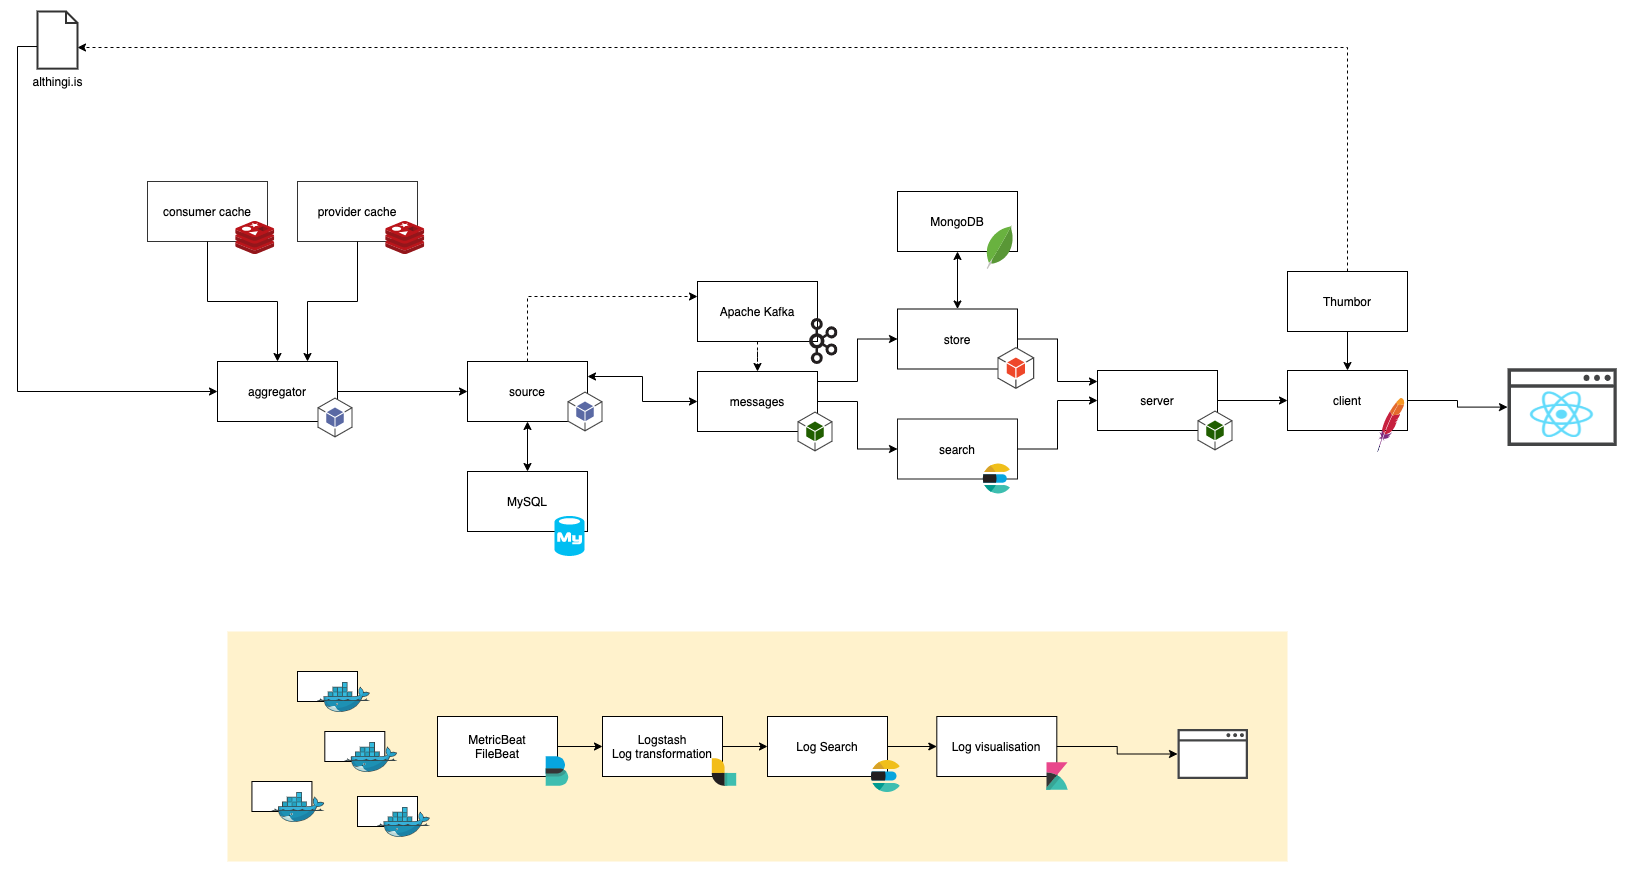 althingi.is
consumer cache
provider cache
MongoDB
Apache Kafka
Thumbor
store
aggregator
source
messages
server
client
search
MySQL
My
MetricBeat
FileBeat
Logstash
Log transformation
Log Search
Log visualisation